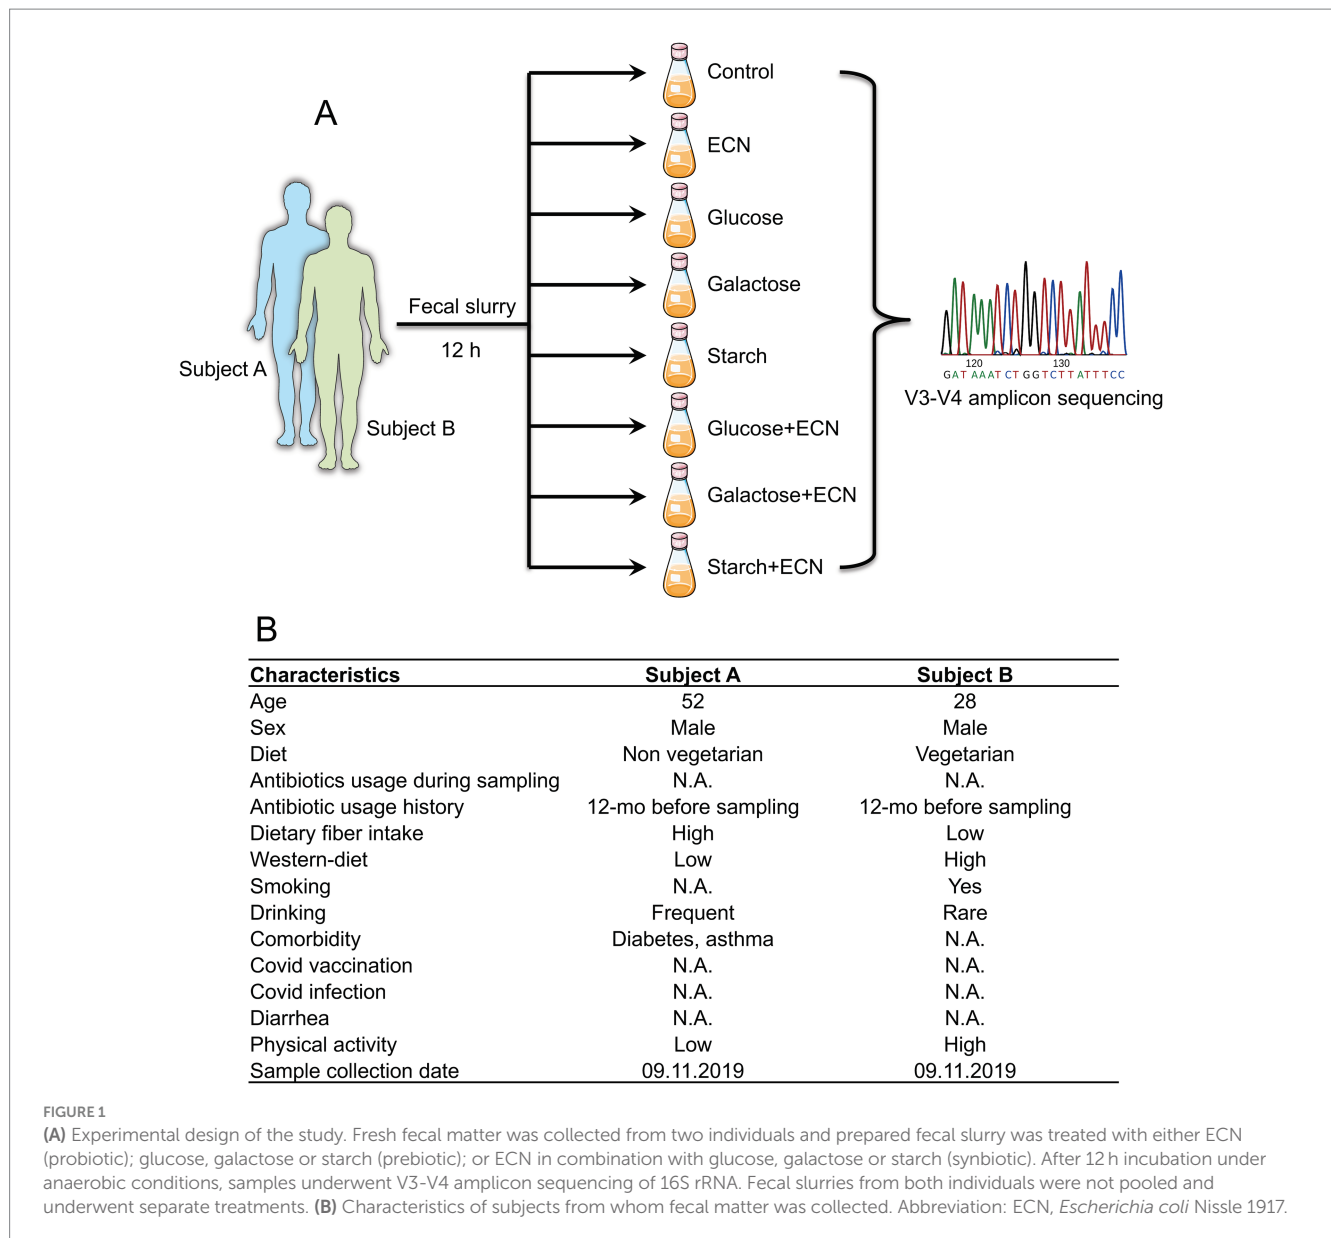 A
Control
ECN
Glucose
Galactose
Starch
Glucose+ECN
Galactose+ECN
Starch+ECN
Fecal slurry
12 h
Subject A
Subject B
120 130
GATAAATCTGGTCTTATTTCC
V3-V4 amplicon sequencing
B
Characteristics Subject A Subject B
Age 52 28
Sex Male Male
Diet Non vegetarian Vegetarian
Antibiotics usage during sampling N.A. N.A.
Antibiotic usage history 12-mo before sampling 12-mo before sampling
Dietary fiber intake High Low
Western-diet Low High
Smoking N.A. Yes
Drinking Frequent Rare
Comorbidity Diabetes, asthma N.A.
Covid vaccination N.A. N.A.
Covid infection N.A. N.A.
Diarrhea N.A. N.A.
Physical activity Low High
Sample collection date 09.11.2019 09.11.2019
FIGURE 1
(A) Experimental design of the study. Fresh fecal matter was collected from two individuals and prepared fecal slurry was treated with either ECN
(probiotic); glucose, galactose or starch (prebiotic); or ECN in combination with glucose, galactose or starch (synbiotic). After 12 h incubation under
anaerobic conditions, samples underwent V3-V4 amplicon sequencing of 16S rRNA. Fecal slurries from both individuals were not pooled and
underwent separate treatments. (B) Characteristics of subjects from whom fecal matter was collected. Abbreviation: ECN, Escherichia coli Nissle 1917.